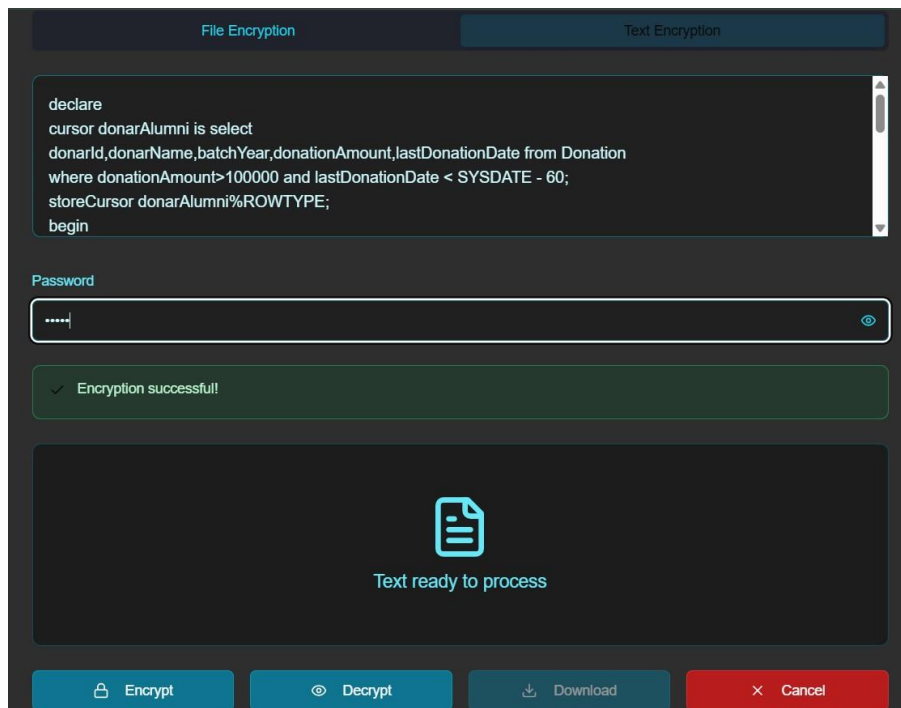 File Encryption
Text Encryption
declare
cursor donarAlumni is select
donarId,donarName,batchYear,donationAmount,lastDonationDate from Donation
where donationAmount>100000 and lastDonationDate < SYSDATE - 60;
storeCursor donarAlumni%ROWTYPE;
begin
Password
•••••
Encryption successful!
Text ready to process
Encrypt
Decrypt
Download
Cancel